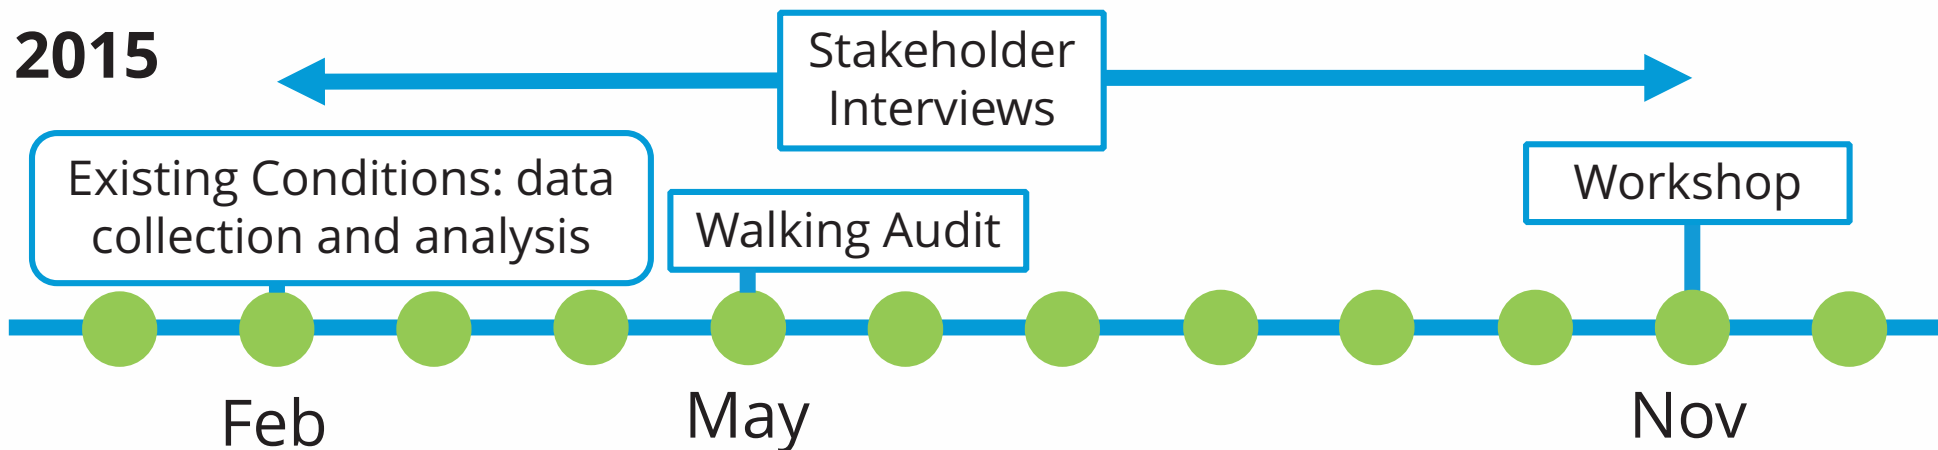 2015
Stakeholder
Interviews
Existing Conditions: data
collection and analysis
Walking Audit
Workshop
Feb
May
Nov